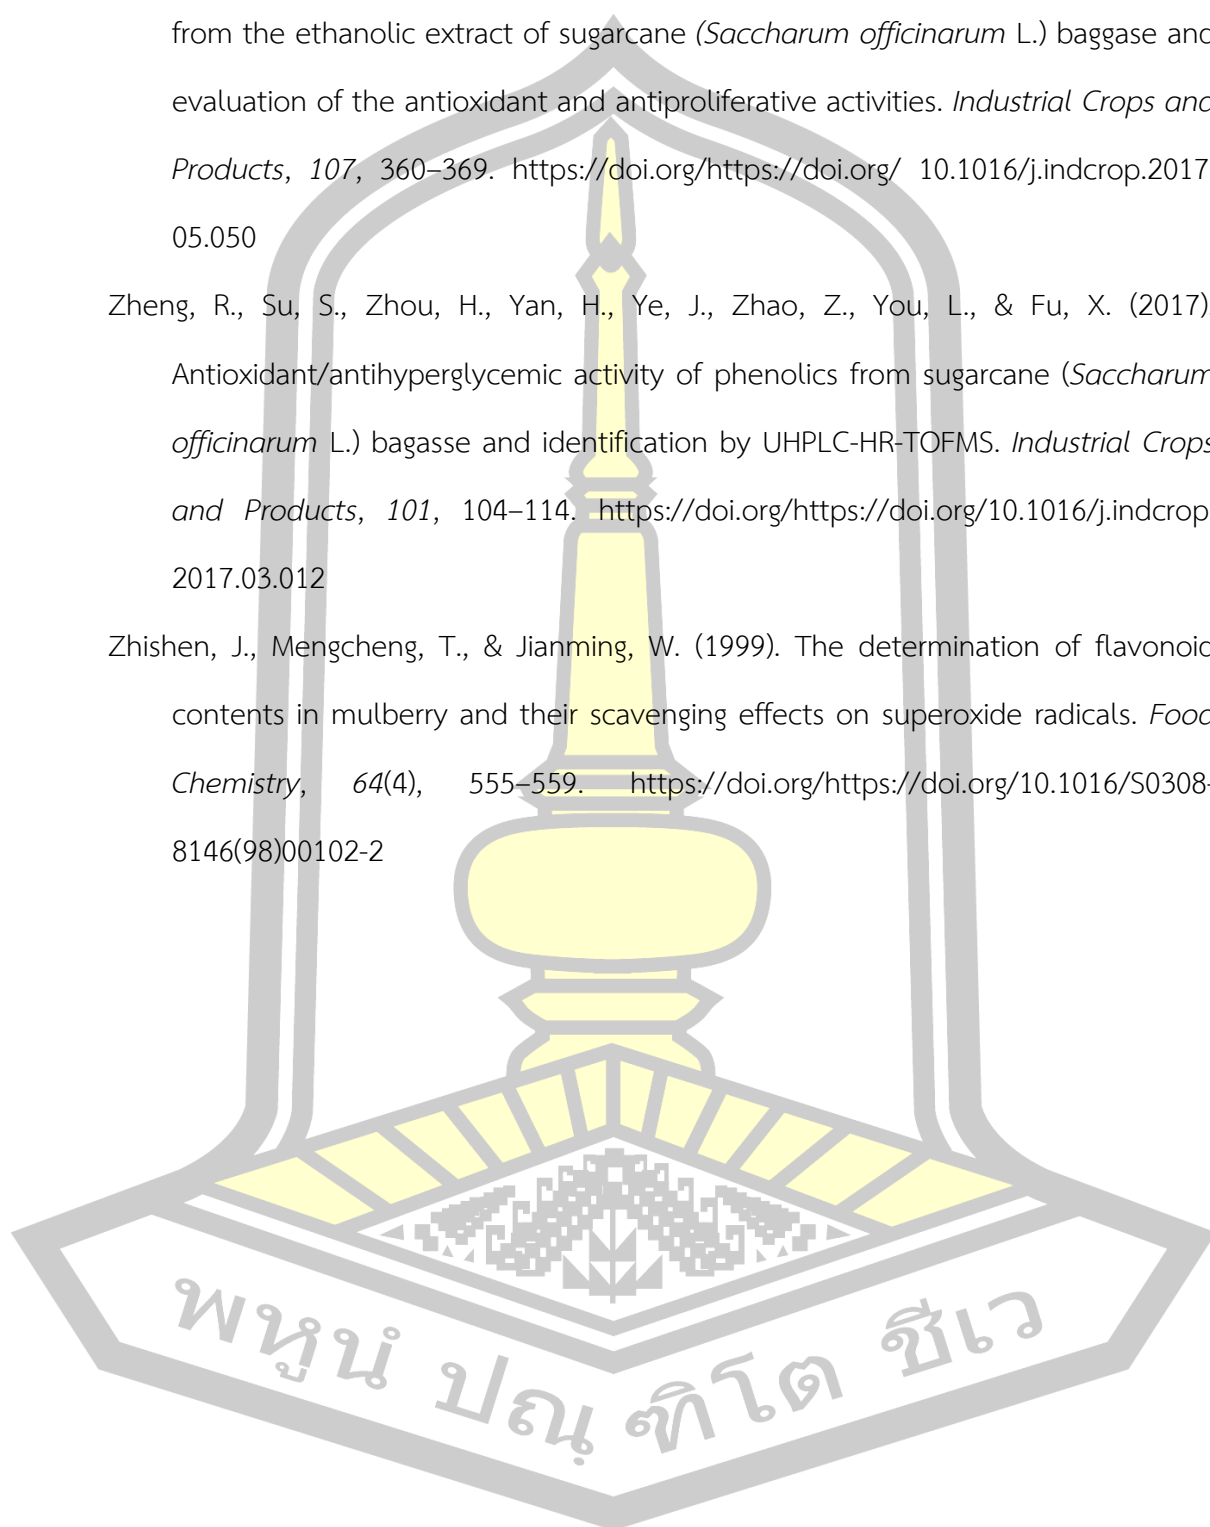 from the ethanolic extract of sugarcane (Saccharum officinarum L.) baggase and
evaluation of the antioxidant and antiproliferative activities. Industrial Crops and
Products, 107, 360–369. https://doi.org/https://doi.org/ 10.1016/j.indcrop.2017.
05.050
Zheng, R., Su, S., Zhou, H., Yan, H., Ye, J., Zhao, Z., You, L., & Fu, X. (2017).
Antioxidant/antihyperglycemic activity of phenolics from sugarcane (Saccharum
officinarum L.) bagasse and identification by UHPLC-HR-TOFMS. Industrial Crops
and Products, 101, 104–114. https://doi.org/https://doi.org/10.1016/j.indcrop.
2017.03.012
Zhishen, J., Mengcheng, T., & Jianming, W. (1999). The determination of flavonoid
contents in mulberry and their scavenging effects on superoxide radicals. Food
Chemistry, 64(4), 555–559. https://doi.org/https://doi.org/10.1016/S0308-
8146(98)00102-2
พหูนํ ปณฺฑิโต ชีเว